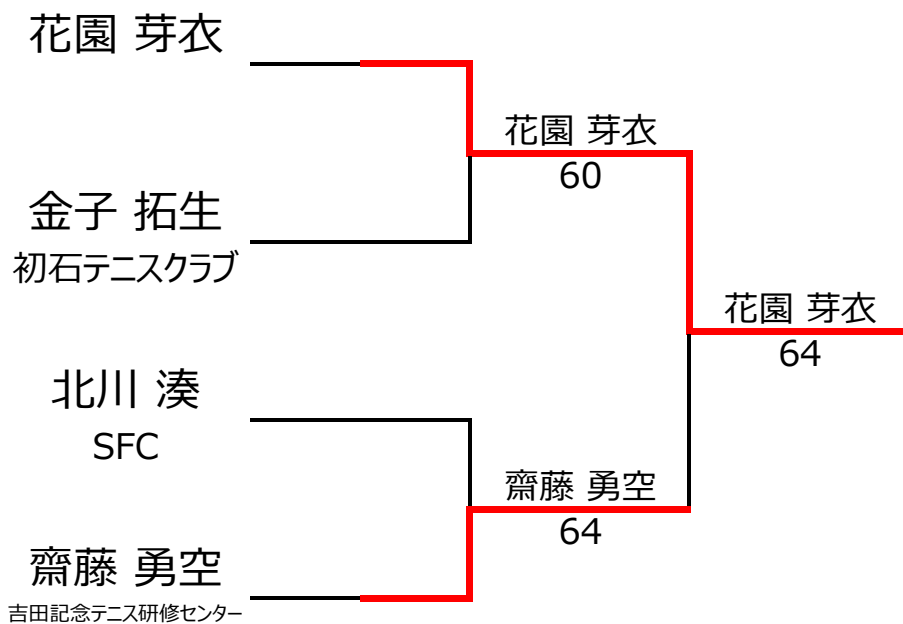 花園 芽衣
花園 芽衣
60
金子 拓生
初石テニスクラブ
花園 芽衣
64
北川 湊
SFC
齋藤 勇空
64
齋藤 勇空
吉田記念テニス研修センター